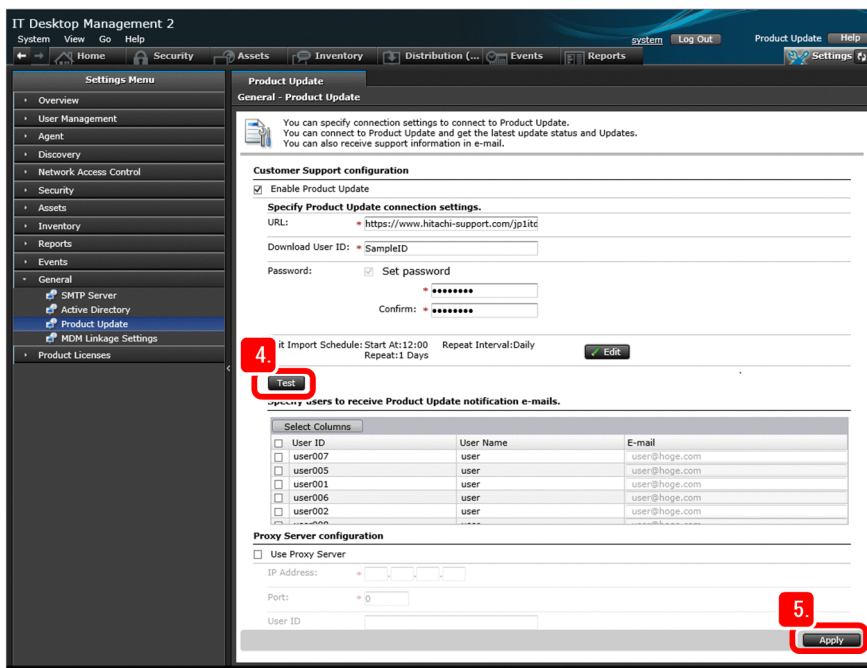 IT Desktop Management 2
System View Go Help
system Log Out Product Update Help
Home Security Assets Inventory Distribution (... Events Reports Settings
Settings Menu
Overview
User Management
Agent
Discovery
Network Access Control
Security
Assets
Inventory
Reports
Events
General
SMTP Server
Active Directory
Product Update
MDM Linkage Settings
Product Licenses
Product Update
General - Product Update
You can specify connection settings to connect to Product Update.
You can connect to Product Update and get the latest update status and Updates.
You can also receive support information in e-mail.
Customer Support configuration
Enable Product Update
Specify Product Update connection settings.
URL: * https://www.hitachi-support.com/jp1itd
Download User ID: * SampleID
Password: Set password
* ●●●●●●●●
Confirm: * ●●●●●●●●
4.
it Import Schedule: Start At:12:00 Repeat Interval:Daily
Repeat:1 Days
Edit
Test
Specify users to receive Product Update notification e-mails.
Select Columns
User ID User Name E-mail
user007 user user@hoge.com
user005 user user@hoge.com
user001 user user@hoge.com
user006 user user@hoge.com
user002 user user@hoge.com
Proxy Server configuration
Use Proxy Server
IP Address: * . . .
Port: * 0
User ID
5.
Apply